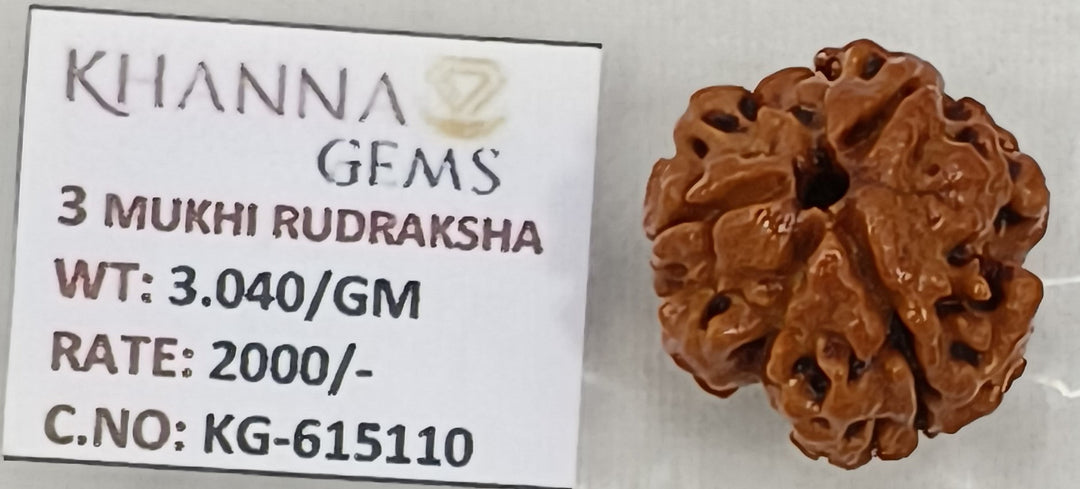 KHANNA
GEMS
3 MUKHI RUDRAKSHA
WT: 3.040/GM
RATE: 2000/-
C.NO: KG-615110